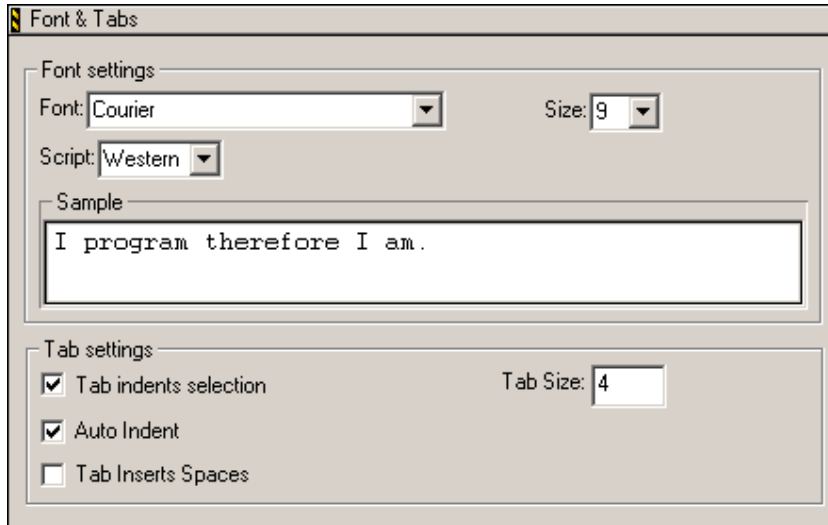 Font & Tabs
Font settings
Font: Courier Size: 9
Script: Western
Sample
I program therefore I am.
Tab settings
Tab indents selection Tab Size: 4
Auto Indent
Tab Inserts Spaces